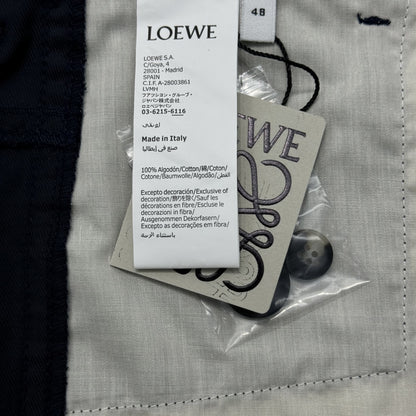 48
LOEWE
LOEWE S.A.
C/Goya, 4
28001 - Madrid
SPAIN
C.I.F. A-28003861
LVMH
ファアッション・グループ・
ジャパン株式会社
ロエベジャパン
03-6215-6116
لويفي
Made in Italy
صنع في إيطاليا
100% Algodón/Cotton/綿/Coton/
Cotone/Baumwolle/Algodão/القطن
Excepto decoración/Exclusive of
decoration/飾りを除く/Sauf les
décorations en fibre/Escluse le
decorazioni in fibra/
Ausgenommen Dekorfasern/
Excepto as decorações em fibra/
باستثناء الزينة
LOEWE